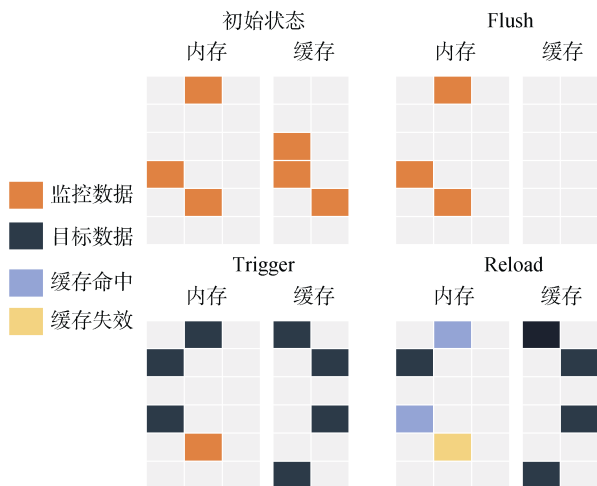 初始状态
Flush
内存
缓存
内存
缓存
监控数据
目标数据
缓存命中
缓存失效
Trigger
Reload
内存
缓存
内存
缓存